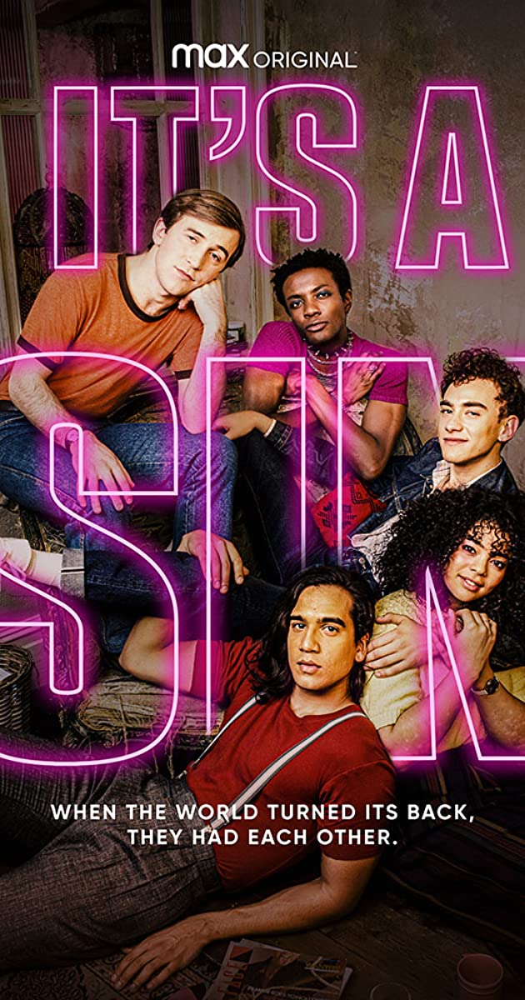 max ORIGINAL
IT'S A
SIN
WHEN THE WORLD TURNED ITS BACK,
THEY HAD EACH OTHER.